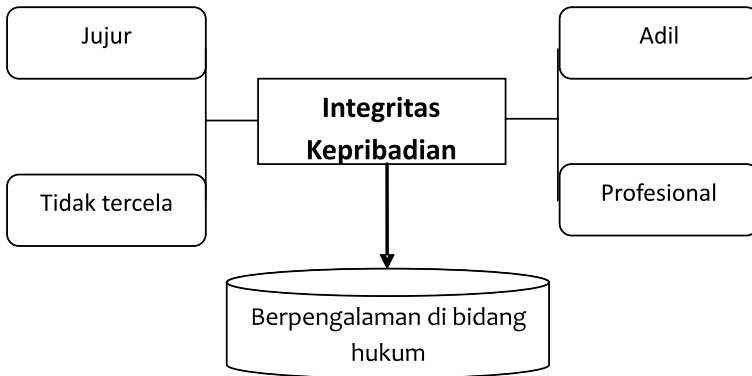 Jujur
Adil
Integritas
Kepribadian
Tidak tercela
Profesional
Berpengalaman di bidang
hukum